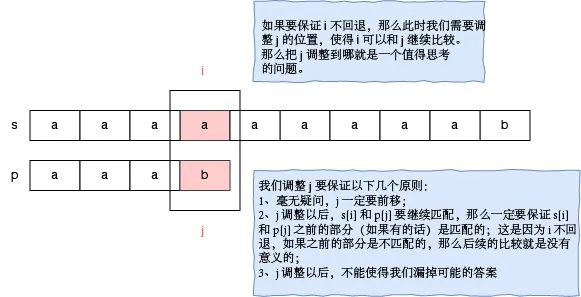 如果要保证 i 不回退，那么此时我们需要调
整 j 的位置，使得 i 可以和 j 继续比较。
那么把 j 调整到哪就是一个值得思考
的问题。
i
s a a a a a a a a a b
p a a a b
j
我们调整 j 要保证以下几个原则：
1、毫无疑问，j 一定要前移；
2、j 调整以后，s[i] 和 p[j] 要继续匹配，那么一定要保证 s[i]
和 p[j] 之前的部分（如果有的话）是匹配的；这是因为 i 不回
退，如果之前的部分是不匹配的，那么后续的比较就是没有
意义的；
3、j 调整以后，不能使得我们漏掉可能的答案